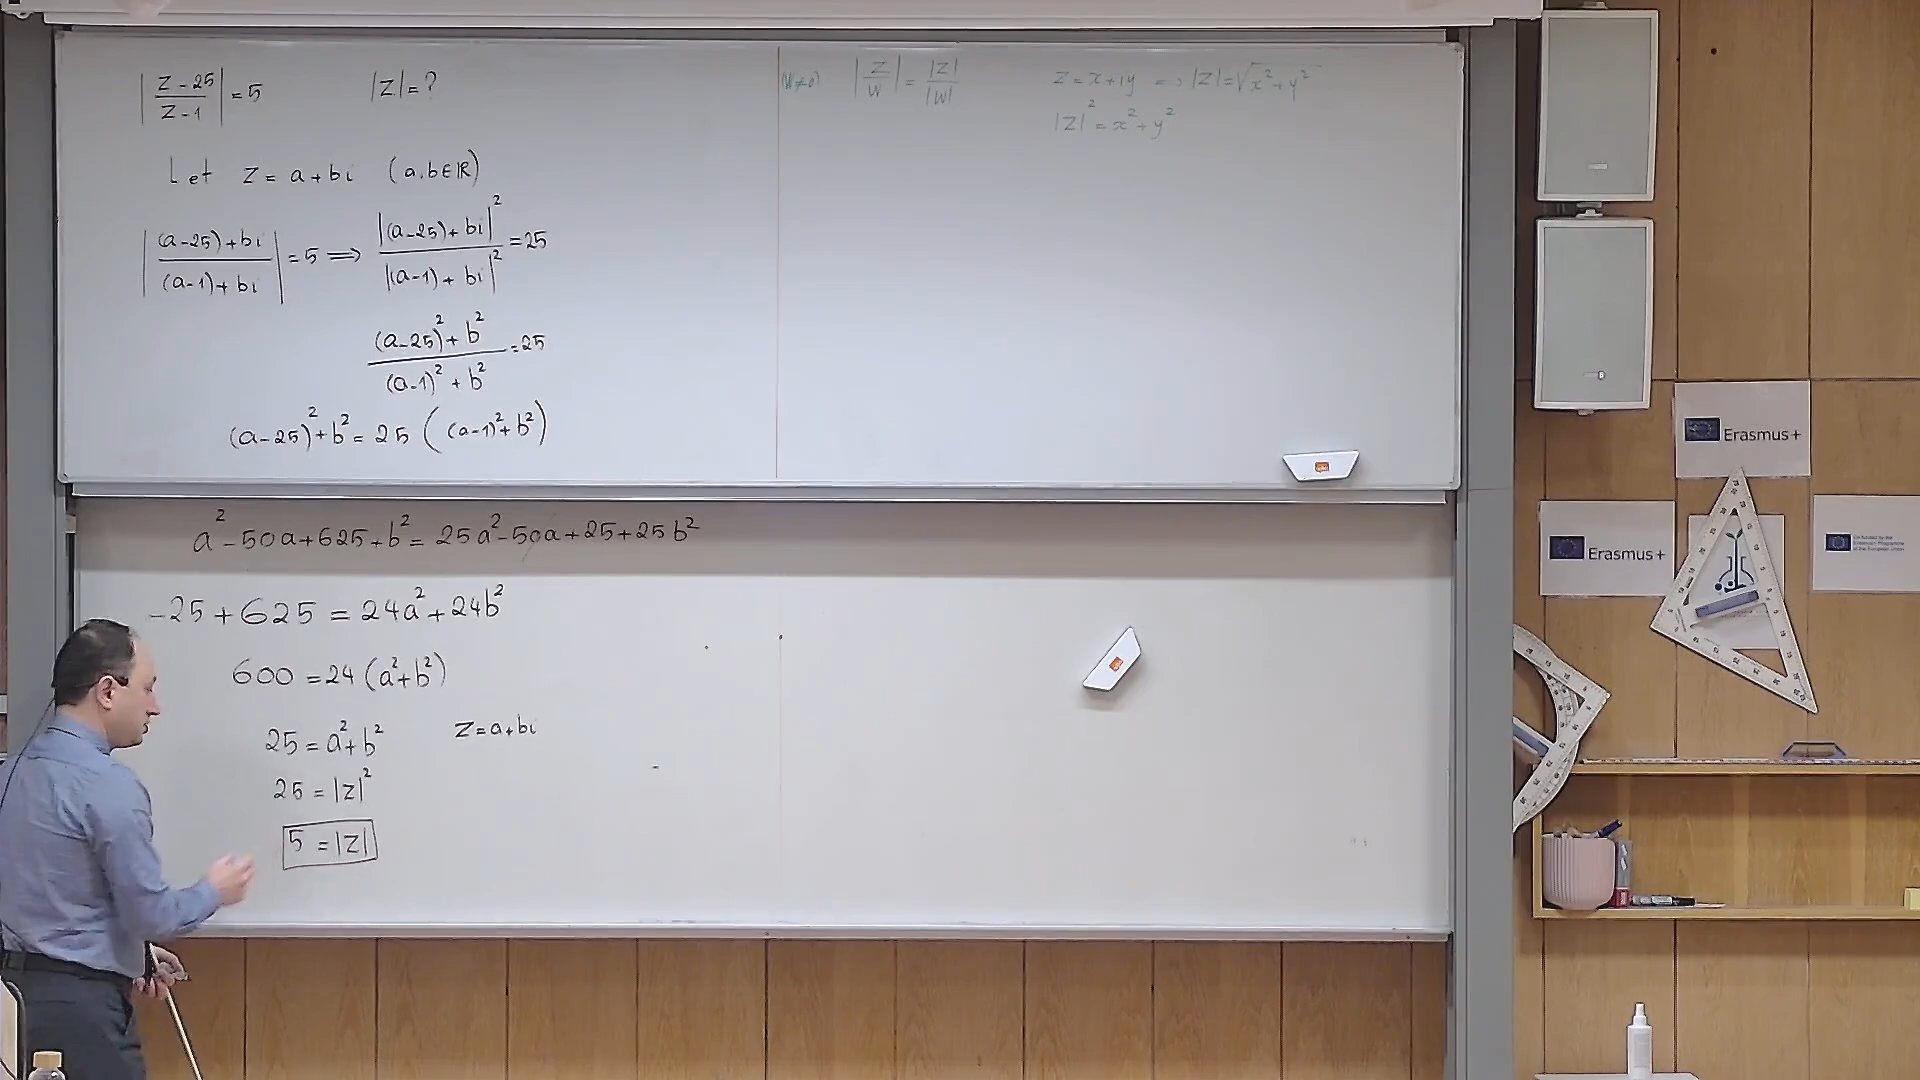 |z-25/z-1| = 5 |z| = ?
Let z = a+bi (a,b∈ℝ)
|(a-25)+bi/(a-1)+bi| = 5 ⟹ |(a-25)+bi|²/|(a-1)+bi|² = 25
(a-25)²+b²/(a-1)²+b² = 25
(a-25)²+b² = 25((a-1)²+b²)
(w≠0) |z/w| = |z|/|w|
z = x+iy ⟹ |z| = √x²+y²
|z|² = x²+y²
a²-50a+625+b² = 25a²-50a+25+25b²
-25+625 = 24a²+24b²
600 = 24(a²+b²)
25 = a²+b² z=a+bi
25 = |z|²
5 = |z|
Erasmus+
Erasmus+